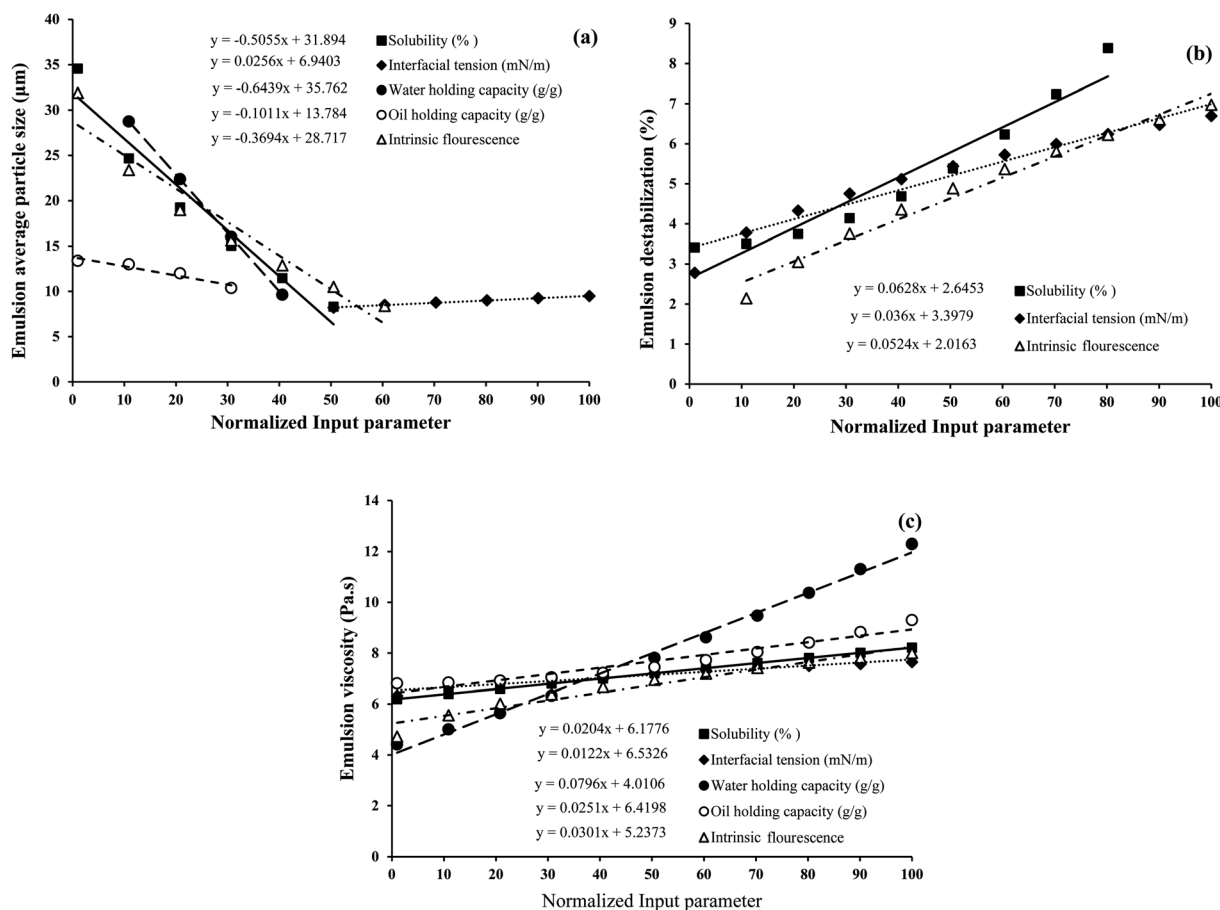 (a)
Emulsion average particle size (µm)
40
35
30
25
20
15
10
5
0
y = -0.5055x + 31.894 Solubility (% )
y = 0.0256x + 6.9403 Interfacial tension (mN/m)
y = -0.6439x + 35.762 Water holding capacity (g/g)
y = -0.1011x + 13.784 Oil holding capacity (g/g)
y = -0.3694x + 28.717 Intrinsic flourescence
0 10 20 30 40 50 60 70 80 90 100
Normalized Input parameter
(b)
Emulsion destabilization (%)
9
8
7
6
5
4
3
2
1
0
y = 0.0628x + 2.6453 Solubility (% )
y = 0.036x + 3.3979 Interfacial tension (mN/m)
y = 0.0524x + 2.0163 Intrinsic flourescence
0 10 20 30 40 50 60 70 80 90 100
Normalized Input parameter
(c)
Emulsion viscosity (Pa.s)
14
12
10
8
6
4
2
0
y = 0.0204x + 6.1776 Solubility (% )
y = 0.0122x + 6.5326 Interfacial tension (mN/m)
y = 0.0796x + 4.0106 Water holding capacity (g/g)
y = 0.0251x + 6.4198 Oil holding capacity (g/g)
y = 0.0301x + 5.2373 Intrinsic flourescence
0 10 20 30 40 50 60 70 80 90 100
Normalized Input parameter